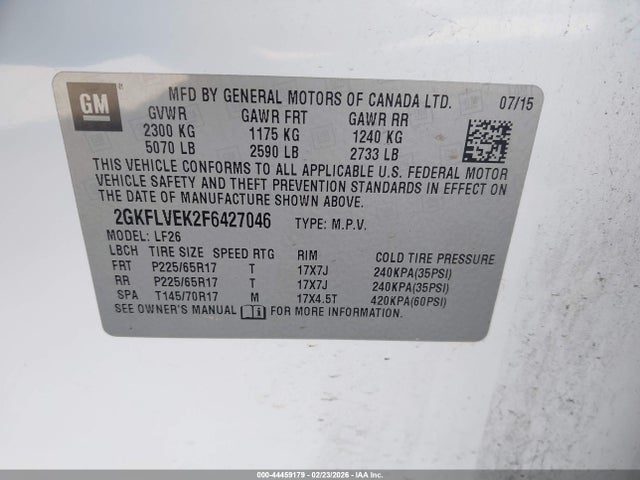 GM
MFD BY GENERAL MOTORS OF CANADA LTD. 07/15
GVWR GAWR FRT GAWR RR
2300 KG 1175 KG 1240 KG
5070 LB 2590 LB 2733 LB
THIS VEHICLE CONFORMS TO ALL APPLICABLE U.S. FEDERAL MOTOR
VEHICLE SAFETY AND THEFT PREVENTION STANDARDS IN EFFECT ON
THE DATE OF MANUFACTURE SHOWN ABOVE.
2GKFLVEK2F6427046 TYPE: M.P.V.
MODEL: LF26
LBCH TIRE SIZE SPEED RTG RIM COLD TIRE PRESSURE
FRT P225/65R17 T 17X7J 240KPA(35PSI)
RR P225/65R17 T 17X7J 240KPA(35PSI)
SPA T145/70R17 M 17X4.5T 420KPA(60PSI)
SEE OWNER'S MANUAL FOR MORE INFORMATION.
000-44459179 - 02/23/2026 - IAAI.COM